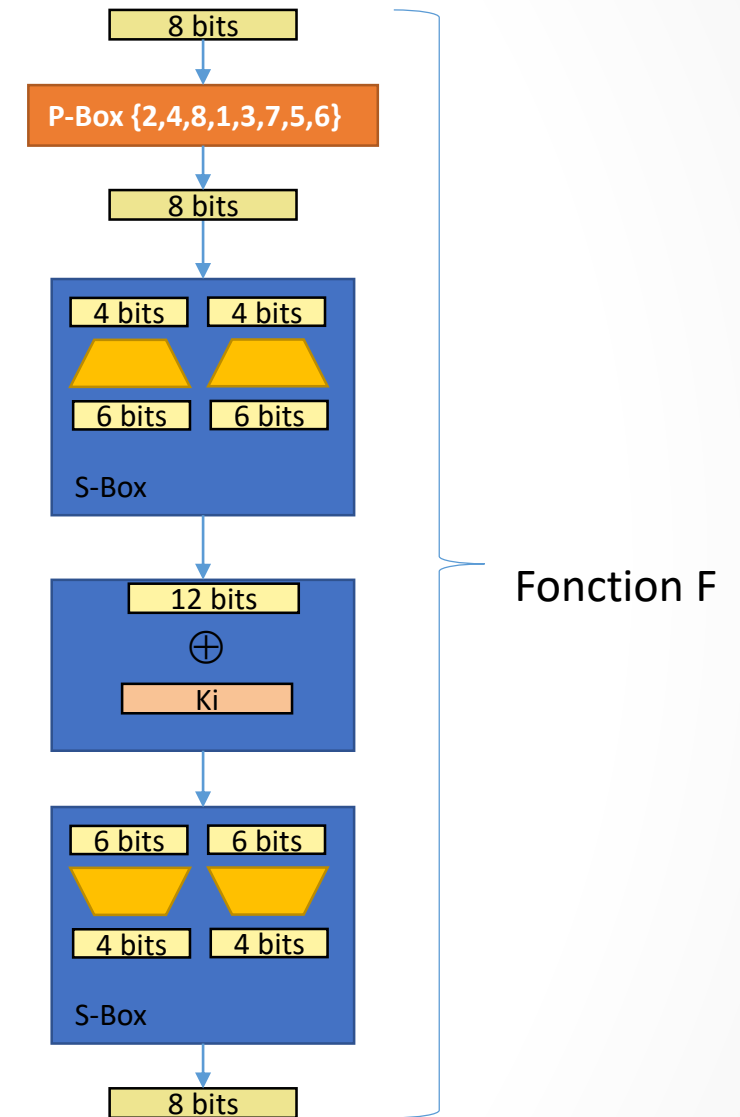 8 bits
P-Box {2,4,8,1,3,7,5,6}
8 bits
4 bits 4 bits
6 bits 6 bits
S-Box
12 bits
⊕
Ki
Fonction F
6 bits 6 bits
4 bits 4 bits
S-Box
8 bits